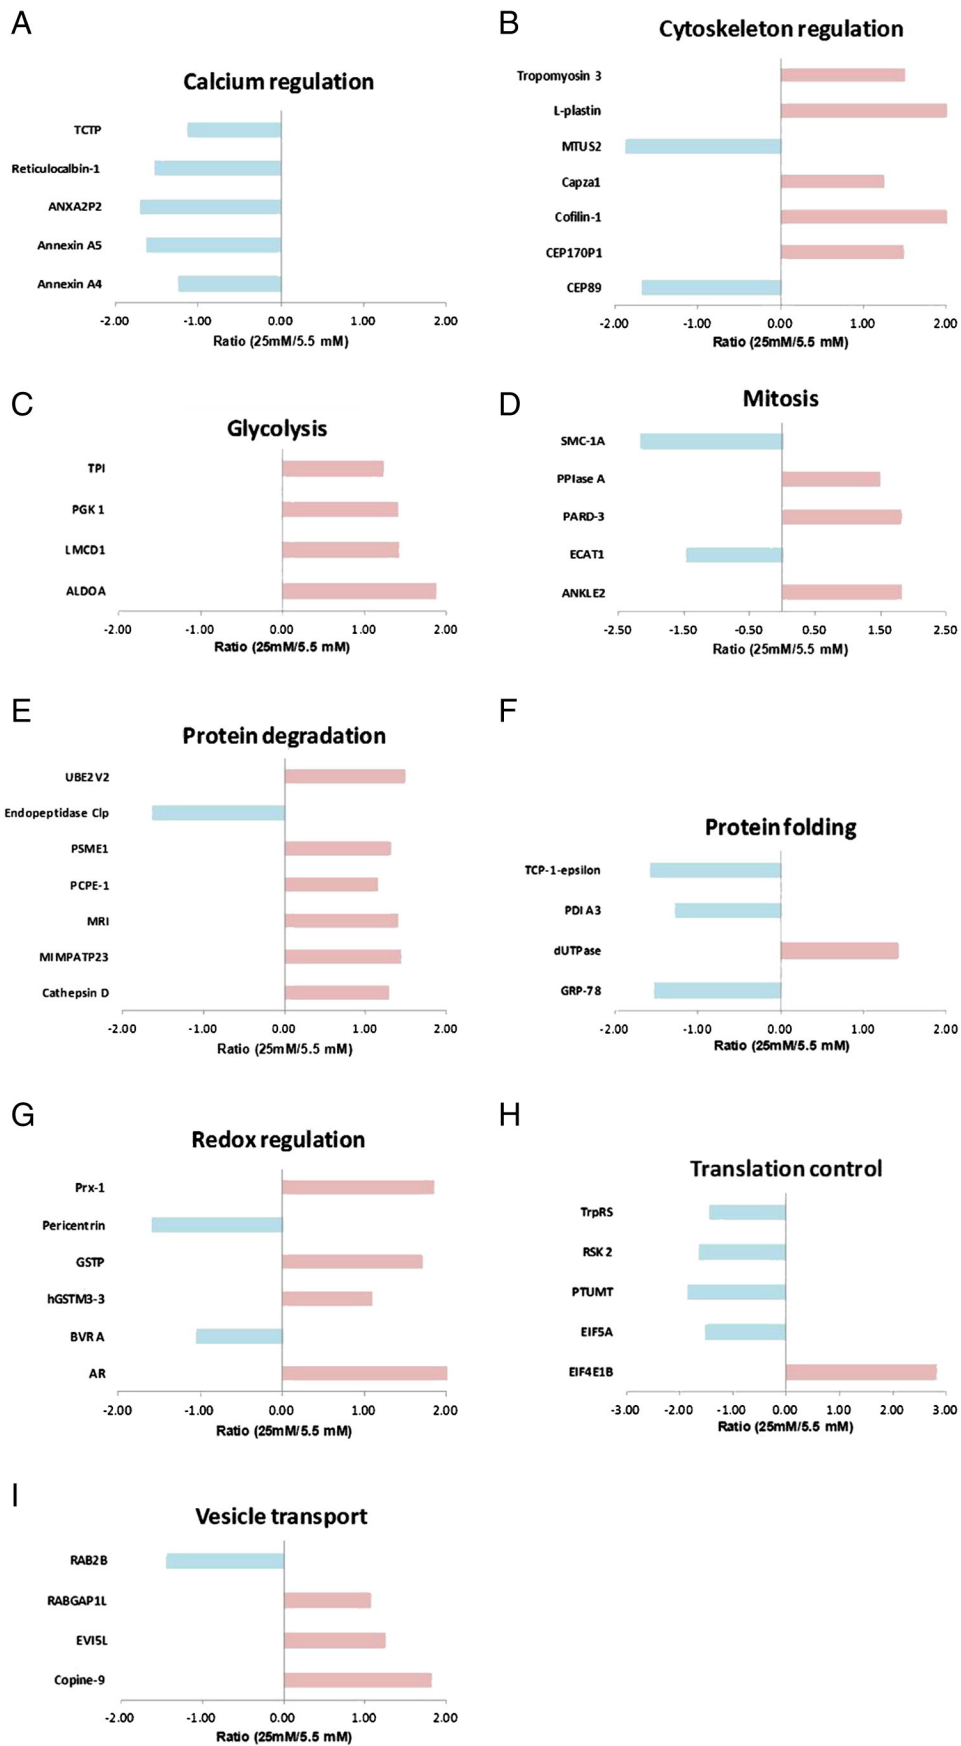 A
Calcium regulation
TCTP
Reticulocalbin-1
ANXA2P2
Annexin A5
Annexin A4
-2.00 -1.00 0.00 1.00 2.00
Ratio (25mM/5.5 mM)
B
Cytoskeleton regulation
Tropomyosin 3
L-plastin
MTUS2
Capza1
Cofilin-1
CEP170P1
CEP89
-2.00 -1.00 0.00 1.00 2.00
Ratio (25mM/5.5 mM)
C
Glycolysis
TPI
PGK 1
LMCD1
ALDOA
-2.00 -1.00 0.00 1.00 2.00
Ratio (25mM/5.5 mM)
D
Mitosis
SMC-1A
PPIase A
PARD-3
ECAT1
ANKLE2
-2.50 -1.50 -0.50 0.50 1.50 2.50
Ratio (25mM/5.5 mM)
E
Protein degradation
UBE2V2
Endopeptidase Clp
PSME1
PCPE-1
MRI
MIMPATP23
Cathepsin D
-2.00 -1.00 0.00 1.00 2.00
Ratio (25mM/5.5 mM)
F
Protein folding
TCP-1-epsilon
PDIA3
dUTPase
GRP-78
-2.00 -1.00 0.00 1.00 2.00
Ratio (25mM/5.5 mM)
G
Redox regulation
Prx-1
Pericentrin
GSTP
hGSTM3-3
BVRA
AR
-2.00 -1.00 0.00 1.00 2.00
Ratio (25mM/5.5 mM)
H
Translation control
TrpRS
RSK 2
PTUMT
EIF5A
EIF4E1B
-3.00 -2.00 -1.00 0.00 1.00 2.00 3.00
Ratio (25mM/5.5 mM)
I
Vesicle transport
RAB2B
RABGAP1L
EVI5L
Copine-9
-2.00 -1.00 0.00 1.00 2.00
Ratio (25mM/5.5 mM)